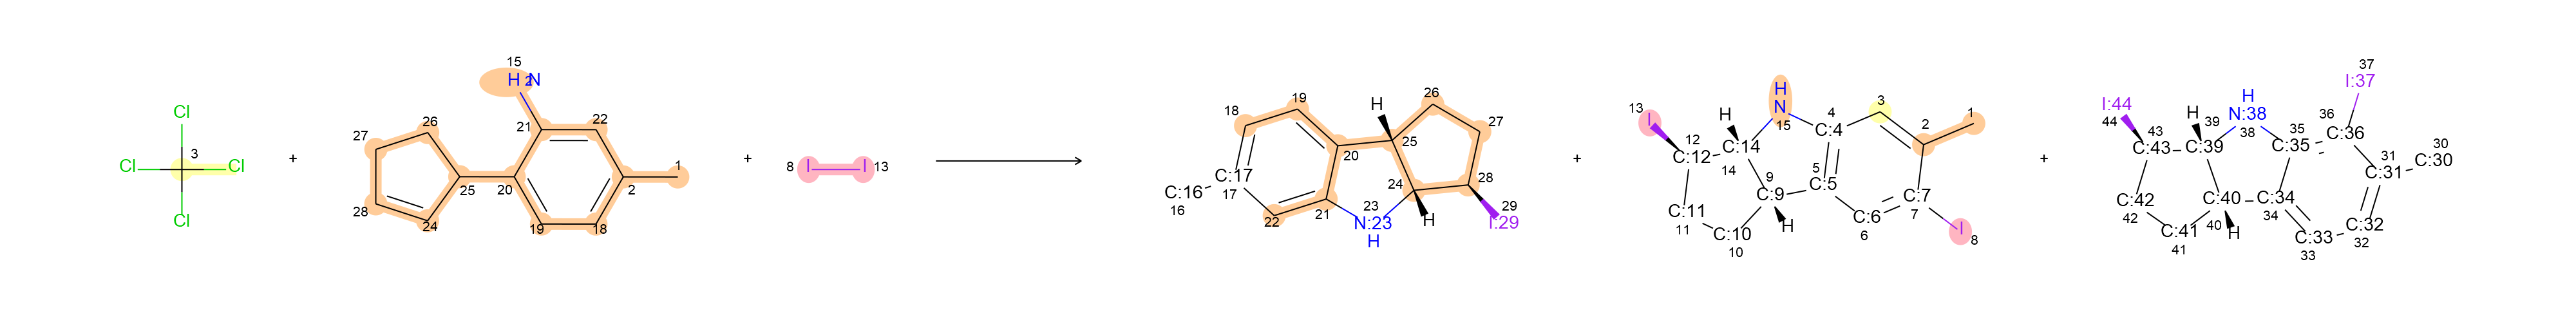 Cl
Cl 3 Cl
Cl
+
15
H 2N
26 21 22
27 1
25 20 2
28 24 19 18
+
8 I I 13
26
H
19
18 27
20 25
C:17 28
17 24 29
C:16 I:29
16 23
22 21 N:23 H
H
+
H
N
15
13 I H 4 3 1
12 C:4 2
C:12 C:14
14 5
9 C:5 C:7
C:9 7
C:11 C:6
11 C:10 H 6 I 8
10
+
37
I:37
H
I:44 N:38 36
44 H 39 38 35 C:36
43 C:35 31 30
C:43 C:39 C:31 C:30
C:42 C:40 C:34
42 40 34 C:32
C:41 H C:33 32
41 33